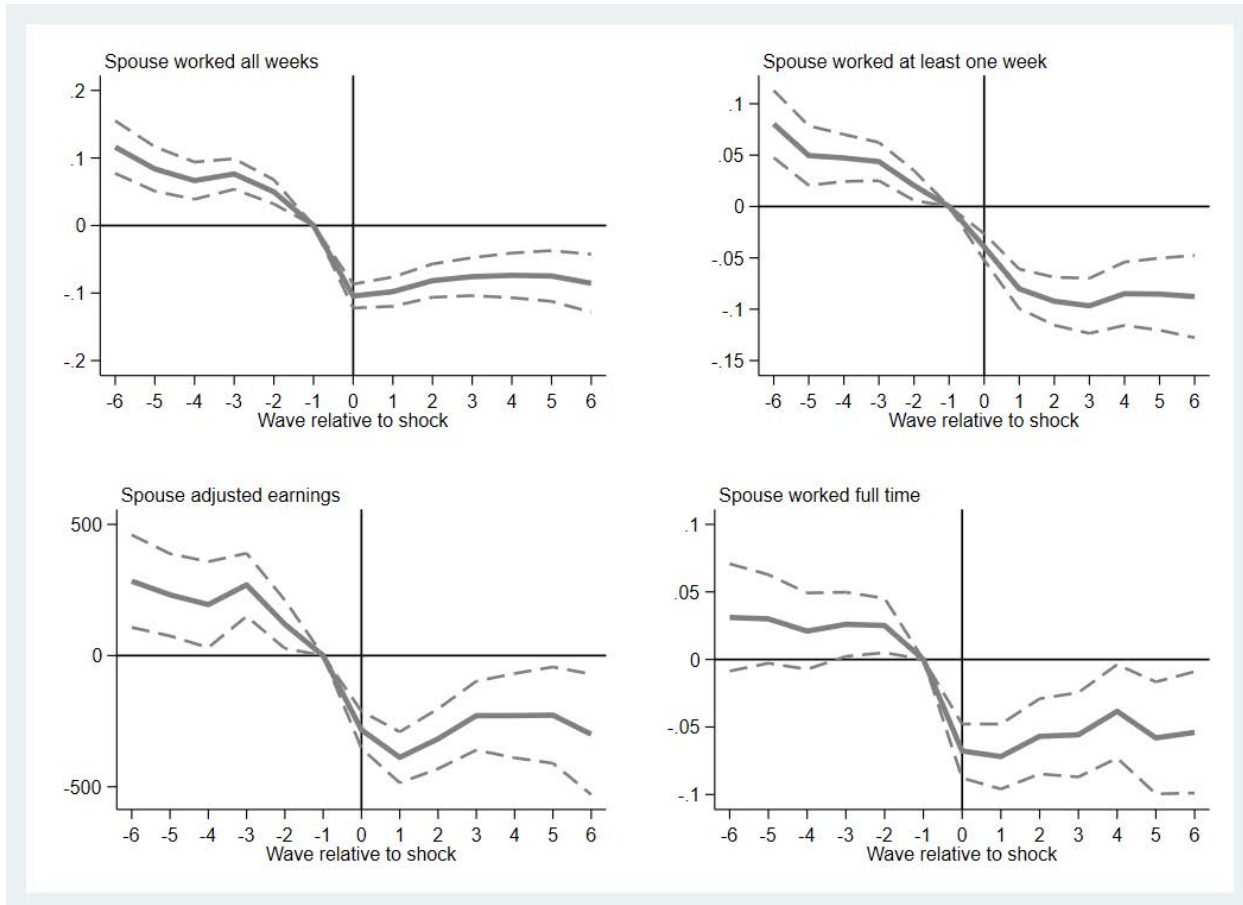 Spouse worked all weeks
.2
.1
0
-.1
-.2
-6 -5 -4 -3 -2 -1 0 1 2 3 4 5 6
Wave relative to shock
Spouse worked at least one week
.1
.05
0
-.05
-.1
-.15
-6 -5 -4 -3 -2 -1 0 1 2 3 4 5 6
Wave relative to shock
Spouse adjusted earnings
500
0
-500
-6 -5 -4 -3 -2 -1 0 1 2 3 4 5 6
Wave relative to shock
Spouse worked full time
.1
.05
0
-.05
-.1
-6 -5 -4 -3 -2 -1 0 1 2 3 4 5 6
Wave relative to shock